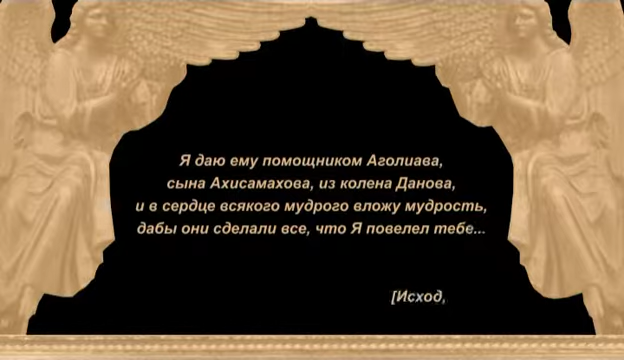 Я даю ему помощником Аголиава,
сына Ахисамахова, из колена Данова,
и в сердце всякого мудрого вложу мудрость,
дабы они сделали все, что Я повелел тебе...
[Исход,